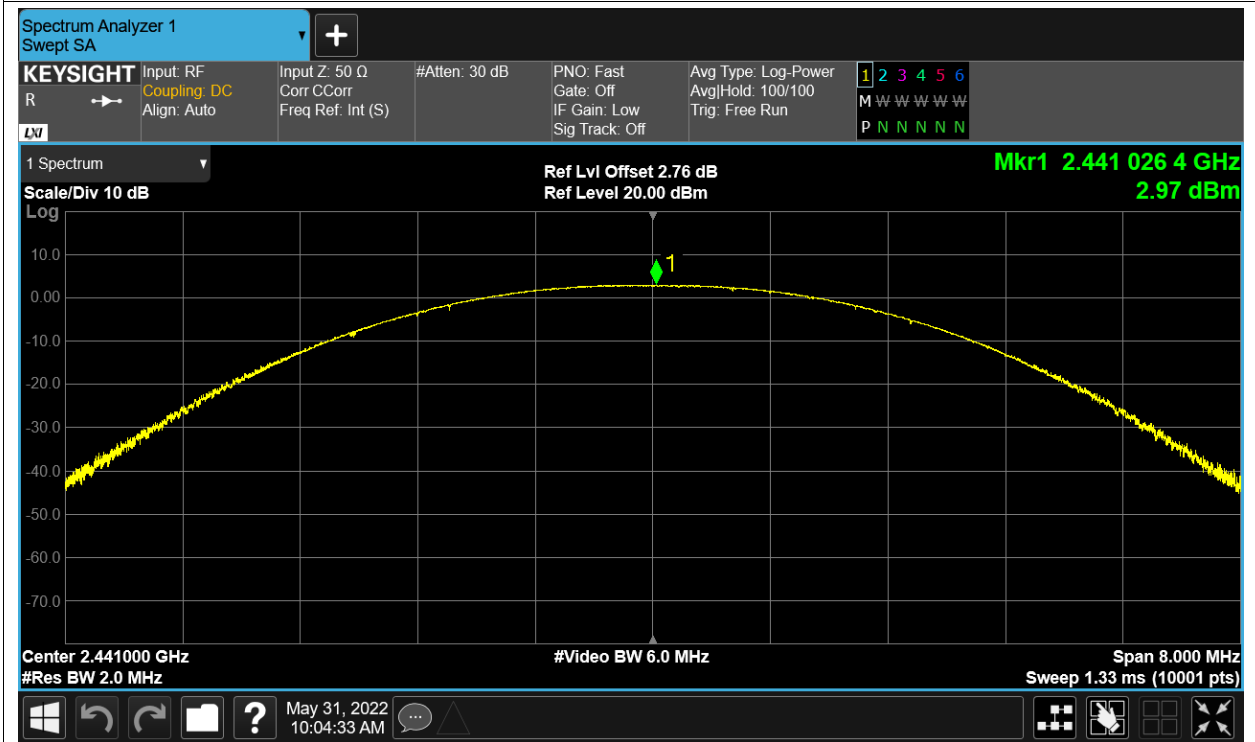 Spectrum Analyzer 1
Swept SA
KEYSIGHT
R
LXI
Input: RF
Coupling: DC
Align: Auto
Input Z: 50 Ω
Corr CCorr
Freq Ref: Int (S)
#Atten: 30 dB
PNO: Fast
Gate: Off
IF Gain: Low
Sig Track: Off
Avg Type: Log-Power
Avg|Hold: 100/100
Trig: Free Run
1 2 3 4 5 6
M W W W W W
P N N N N N
1 Spectrum
Scale/Div 10 dB
Ref Lvl Offset 2.76 dB
Ref Level 20.00 dBm
Mkr1 2.441 026 4 GHz
2.97 dBm
Log
10.0
0.00
-10.0
-20.0
-30.0
-40.0
-50.0
-60.0
-70.0
1
Center 2.441000 GHz
#Res BW 2.0 MHz
#Video BW 6.0 MHz
Span 8.000 MHz
Sweep 1.33 ms (10001 pts)
?
May 31, 2022
10:04:33 AM